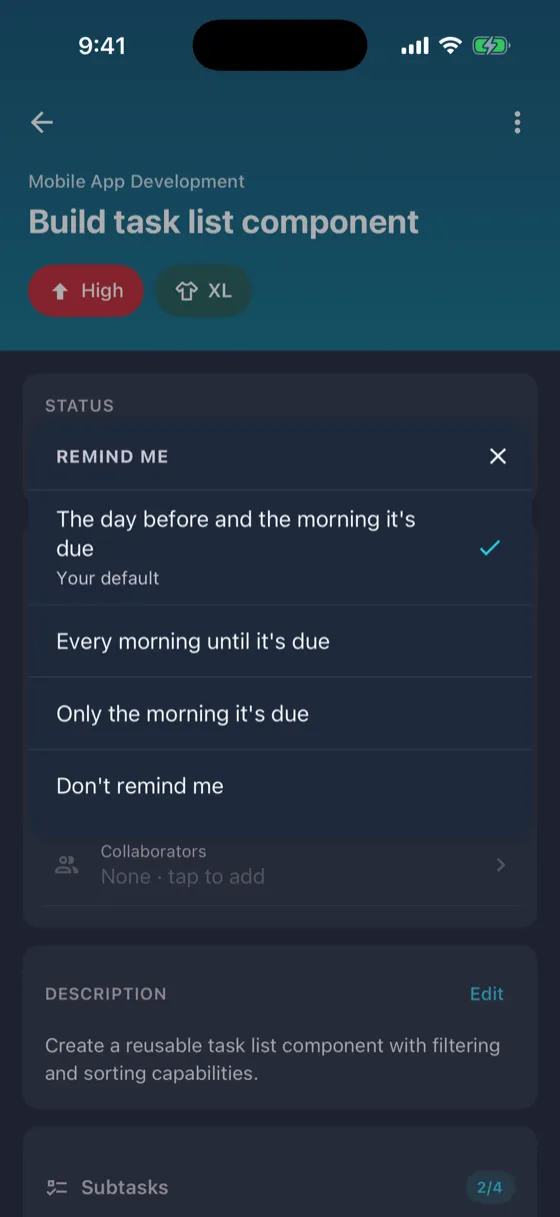 9:41
Mobile App Development
Build task list component
High
XL
STATUS
REMIND ME
The day before and the morning it's
due
Your default
Every morning until it's due
Only the morning it's due
Don't remind me
Collaborators
None · tap to add
DESCRIPTION
Edit
Create a reusable task list component with filtering
and sorting capabilities.
Subtasks
2/4